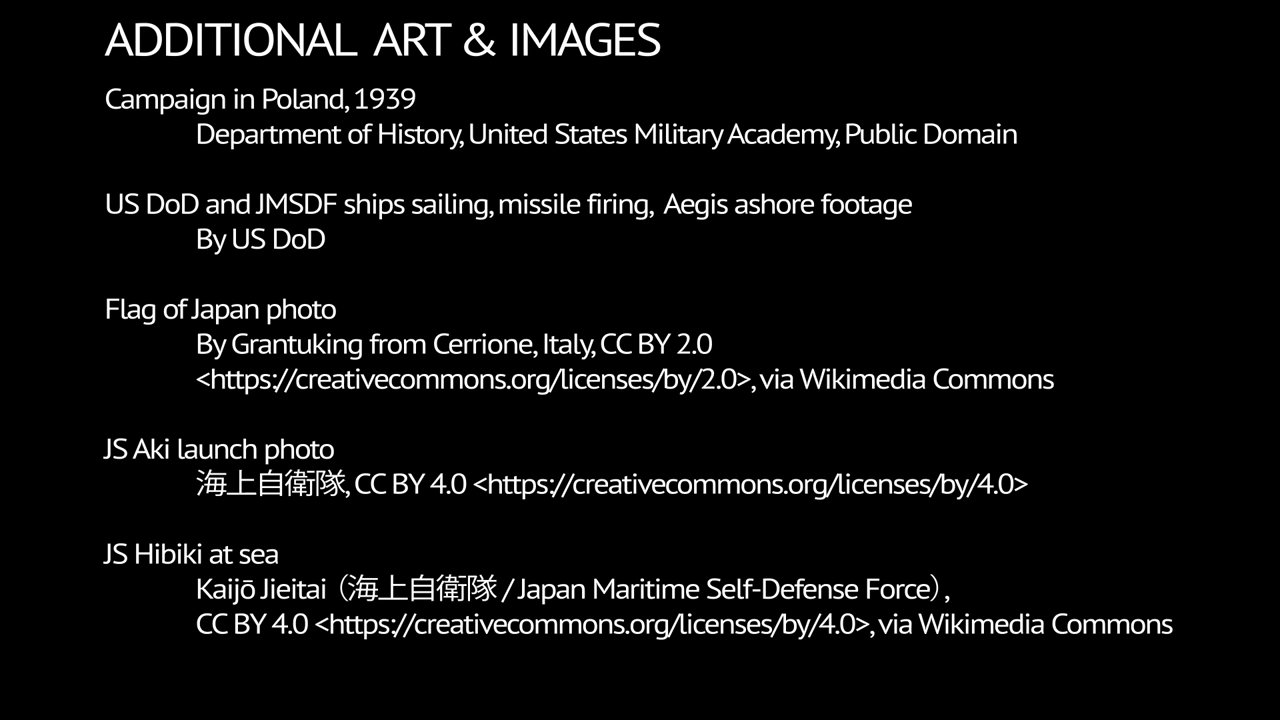 ADDITIONAL ART & IMAGES
Campaign in Poland, 1939
Department of History, United States Military Academy, Public Domain
US DoD and JMSDF ships sailing, missile firing, Aegis ashore footage
By US DoD
Flag of Japan photo
By Grantuking from Cerrione, Italy, CC BY 2.0
<https://creativecommons.org/licenses/by/2.0>, via Wikimedia Commons
JS Aki launch photo
海上自衛隊, CC BY 4.0 <https://creativecommons.org/licenses/by/4.0>
JS Hibiki at sea
Kaijō Jieitai（海上自衛隊 / Japan Maritime Self-Defense Force）,
CC BY 4.0 <https://creativecommons.org/licenses/by/4.0>, via Wikimedia Commons